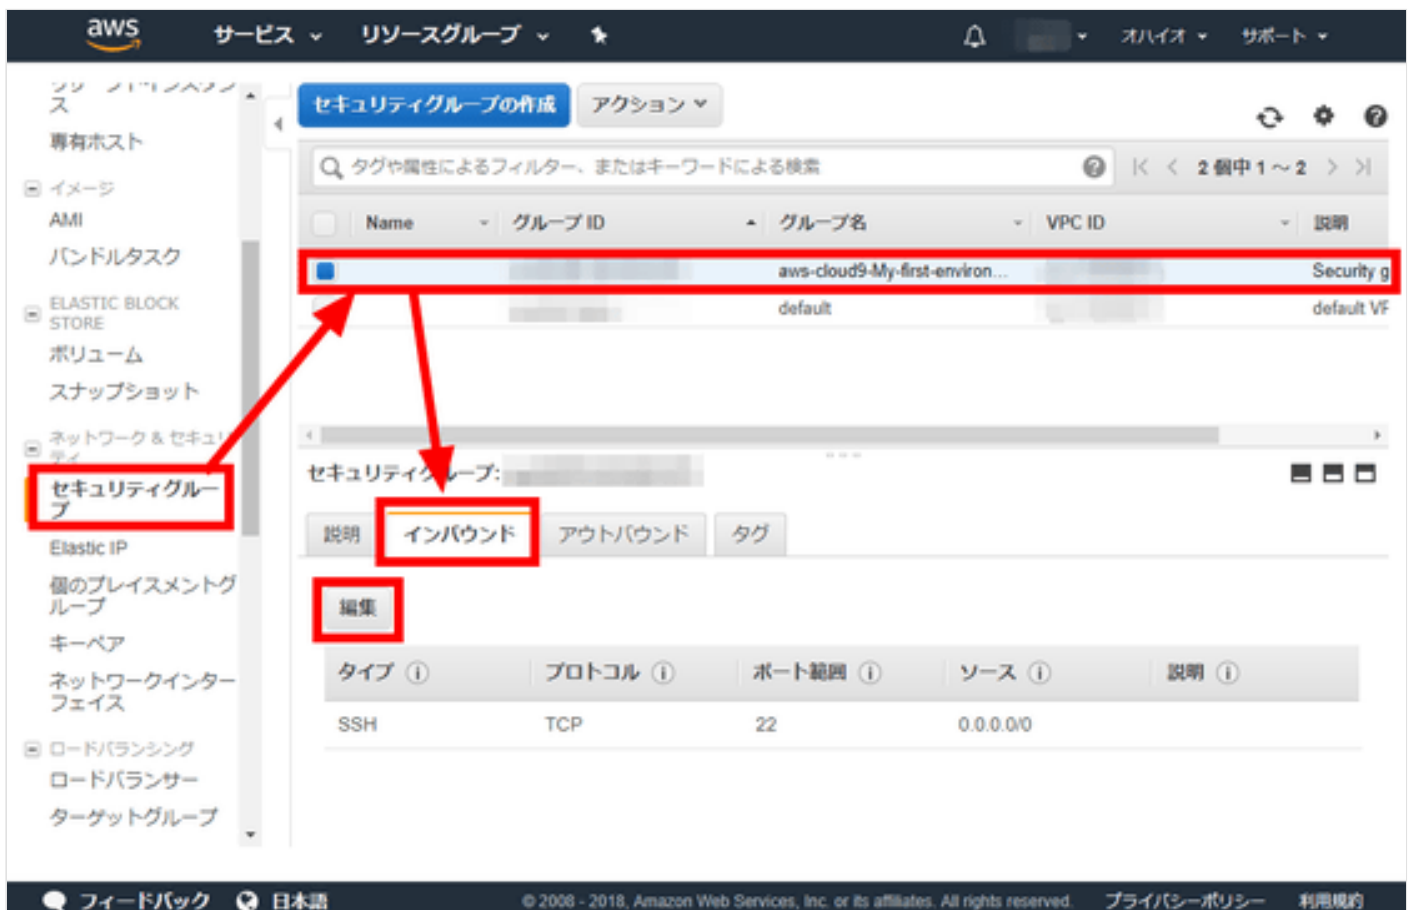 aws サービス リソースグループ オハイオ サポート
ス
専有ホスト
イメージ
AMI
バンドルタスク
ELASTIC BLOCK
STORE
ボリューム
スナップショット
ネットワーク & セキュリ
ティ
セキュリティグルー
プ
Elastic IP
個のプレイスメントグ
ループ
キーペア
ネットワークインター
フェイス
ロードバランシング
ロードバランサー
ターゲットグループ
セキュリティグループの作成 アクション
タグや属性によるフィルター、またはキーワードによる検索 2 個中 1 ~ 2
Name グループ ID グループ名 VPC ID 説明
aws-cloud9-My-first-environ... Security g
default default VP
セキュリティグループ:
説明 インバウンド アウトバウンド タグ
編集
タイプ プロトコル ポート範囲 ソース 説明
SSH TCP 22 0.0.0.0/0
フィードバック 日本語 © 2008 - 2018, Amazon Web Services, Inc. or its affiliates. All rights reserved. プライバシーポリシー 利用規約